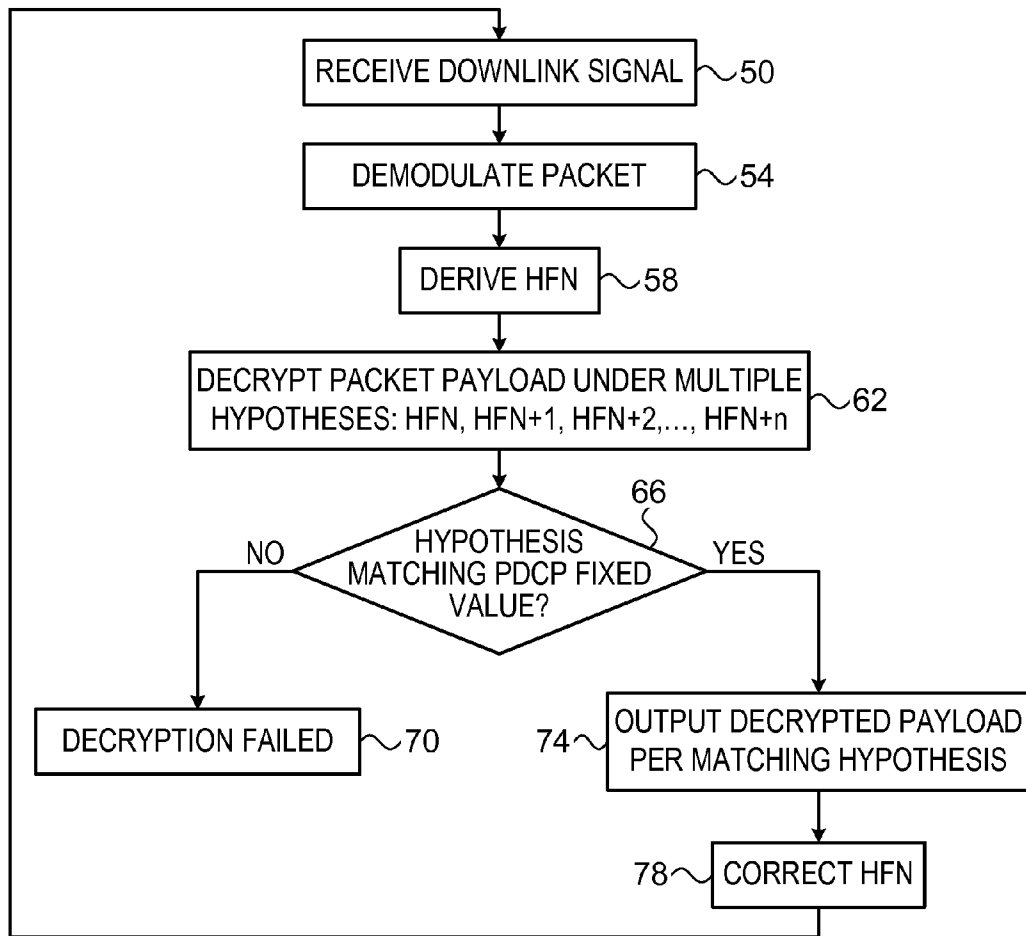 RECEIVE DOWNLINK SIGNAL
50
DEMODULATE PACKET
54
DERIVE HFN
58
DECRYPT PACKET PAYLOAD UNDER MULTIPLE
HYPOTHESES: HFN, HFN+1, HFN+2,..., HFN+n
62
66
HYPOTHESIS
MATCHING PDCP FIXED
VALUE?
NO
YES
DECRYPTION FAILED
70
74
OUTPUT DECRYPTED PAYLOAD
PER MATCHING HYPOTHESIS
78
CORRECT HFN